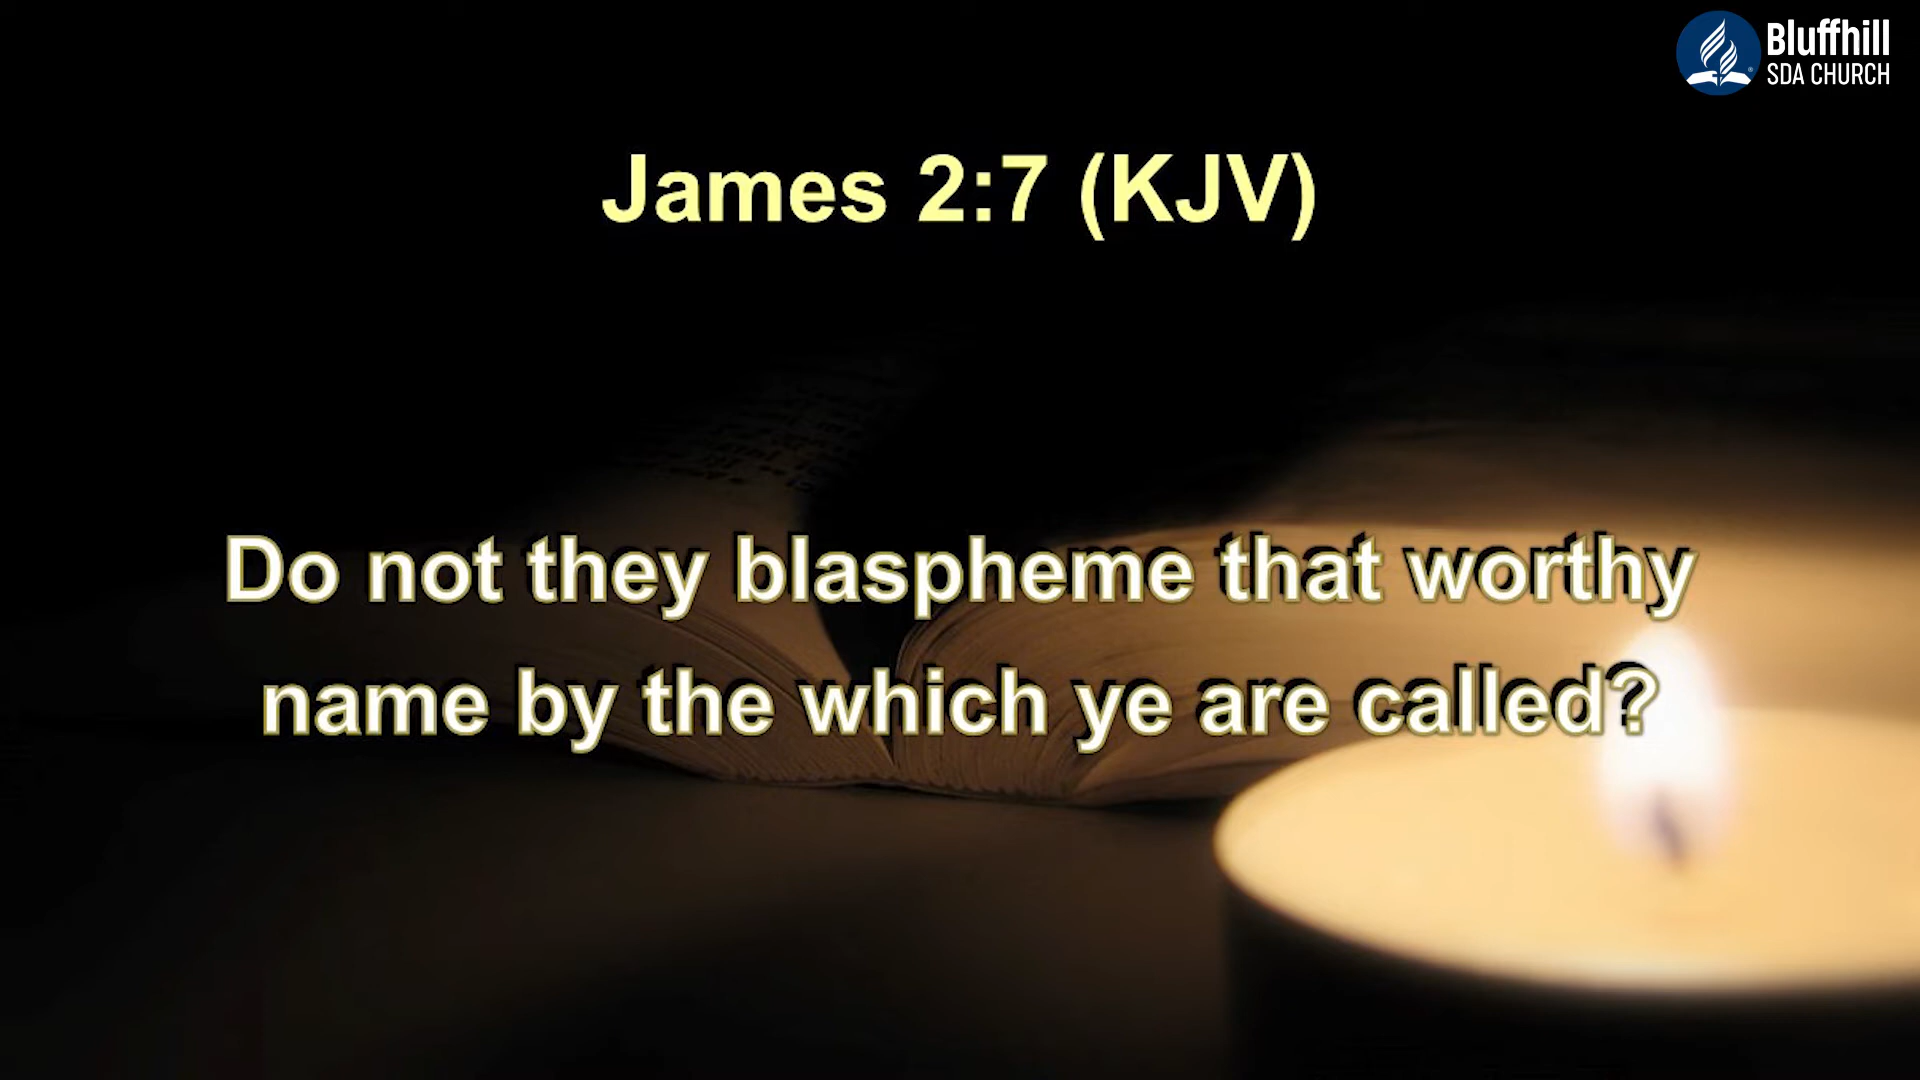 Bluffhill
SDA CHURCH
James 2:7 (KJV)
Do not they blaspheme that worthy
name by the which ye are called?